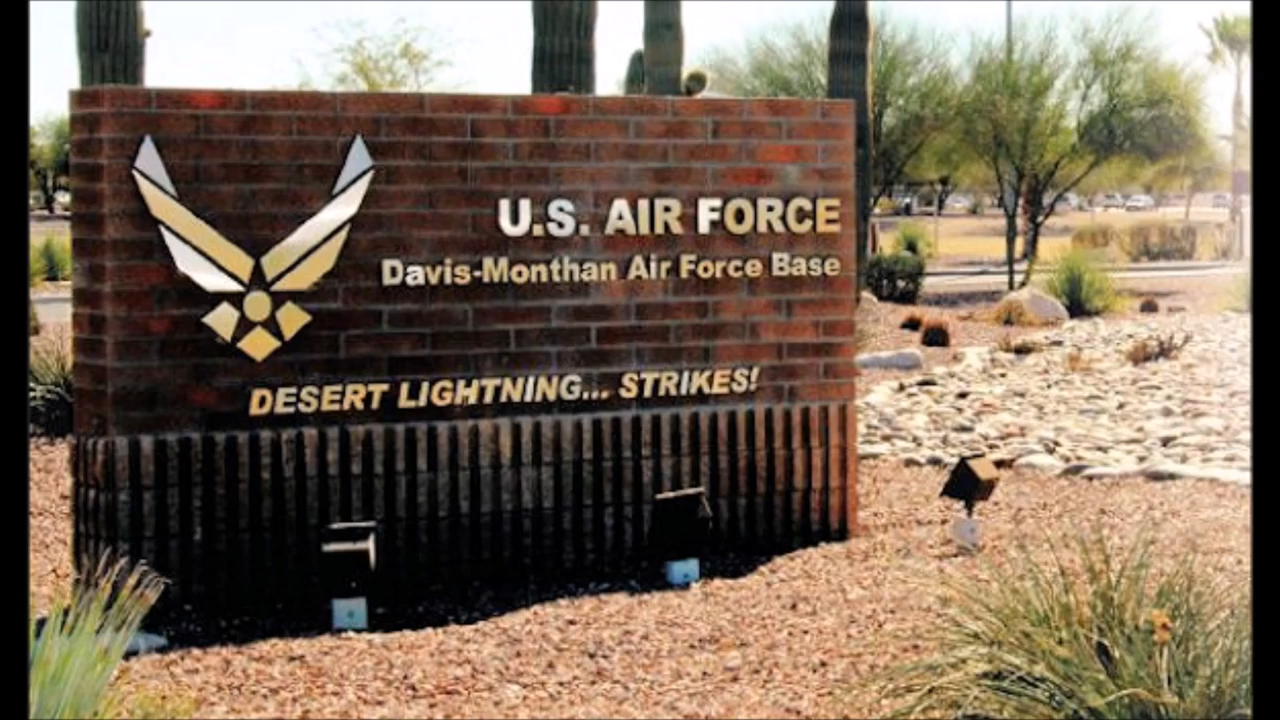 U.S. AIR FORCE
Davis-Monthan Air Force Base
DESERT LIGHTNING... STRIKES!